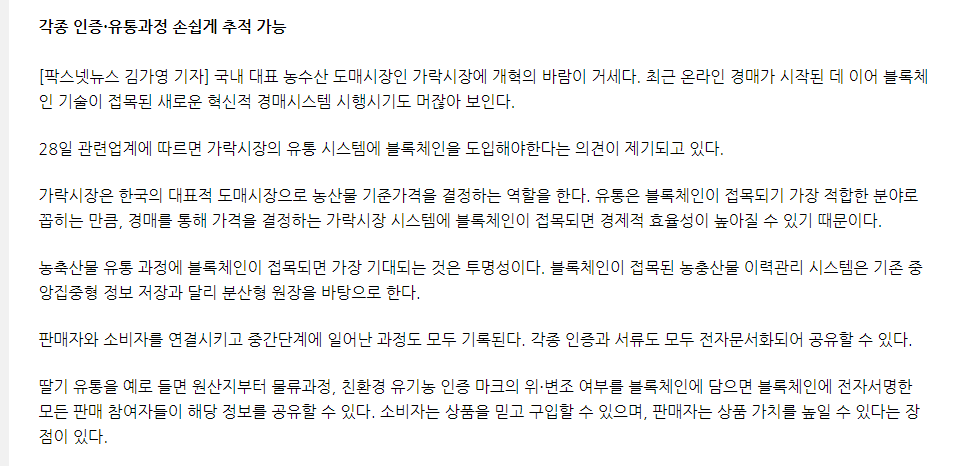 각종 인증·유통과정 손쉽게 추적 가능
[팍스넷뉴스 김가영 기자] 국내 대표 농수산 도매시장인 가락시장에 개혁의 바람이 거세다. 최근 온라인 경매가 시작된 데 이어 블록체
인 기술이 접목된 새로운 혁신적 경매시스템 시행시기도 머잖아 보인다.
28일 관련업계에 따르면 가락시장의 유통 시스템에 블록체인을 도입해야한다는 의견이 제기되고 있다.
가락시장은 한국의 대표적 도매시장으로 농산물 기준가격을 결정하는 역할을 한다. 유통은 블록체인이 접목되기 가장 적합한 분야로
꼽히는 만큼, 경매를 통해 가격을 결정하는 가락시장 시스템에 블록체인이 접목되면 경제적 효율성이 높아질 수 있기 때문이다.
농축산물 유통 과정에 블록체인이 접목되면 가장 기대되는 것은 투명성이다. 블록체인이 접목된 농충산물 이력관리 시스템은 기존 중
앙집중형 정보 저장과 달리 분산형 원장을 바탕으로 한다.
판매자와 소비자를 연결시키고 중간단계에 일어난 과정도 모두 기록된다. 각종 인증과 서류도 모두 전자문서화되어 공유할 수 있다.
딸기 유통을 예로 들면 원산지부터 물류과정, 친환경 유기농 인증 마크의 위·변조 여부를 블록체인에 담으면 블록체인에 전자서명한
모든 판매 참여자들이 해당 정보를 공유할 수 있다. 소비자는 상품을 믿고 구입할 수 있으며, 판매자는 상품 가치를 높일 수 있다는 장
점이 있다.